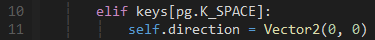 10 elif keys[pg.K_SPACE]:
11 self.direction = Vector2(0, 0)